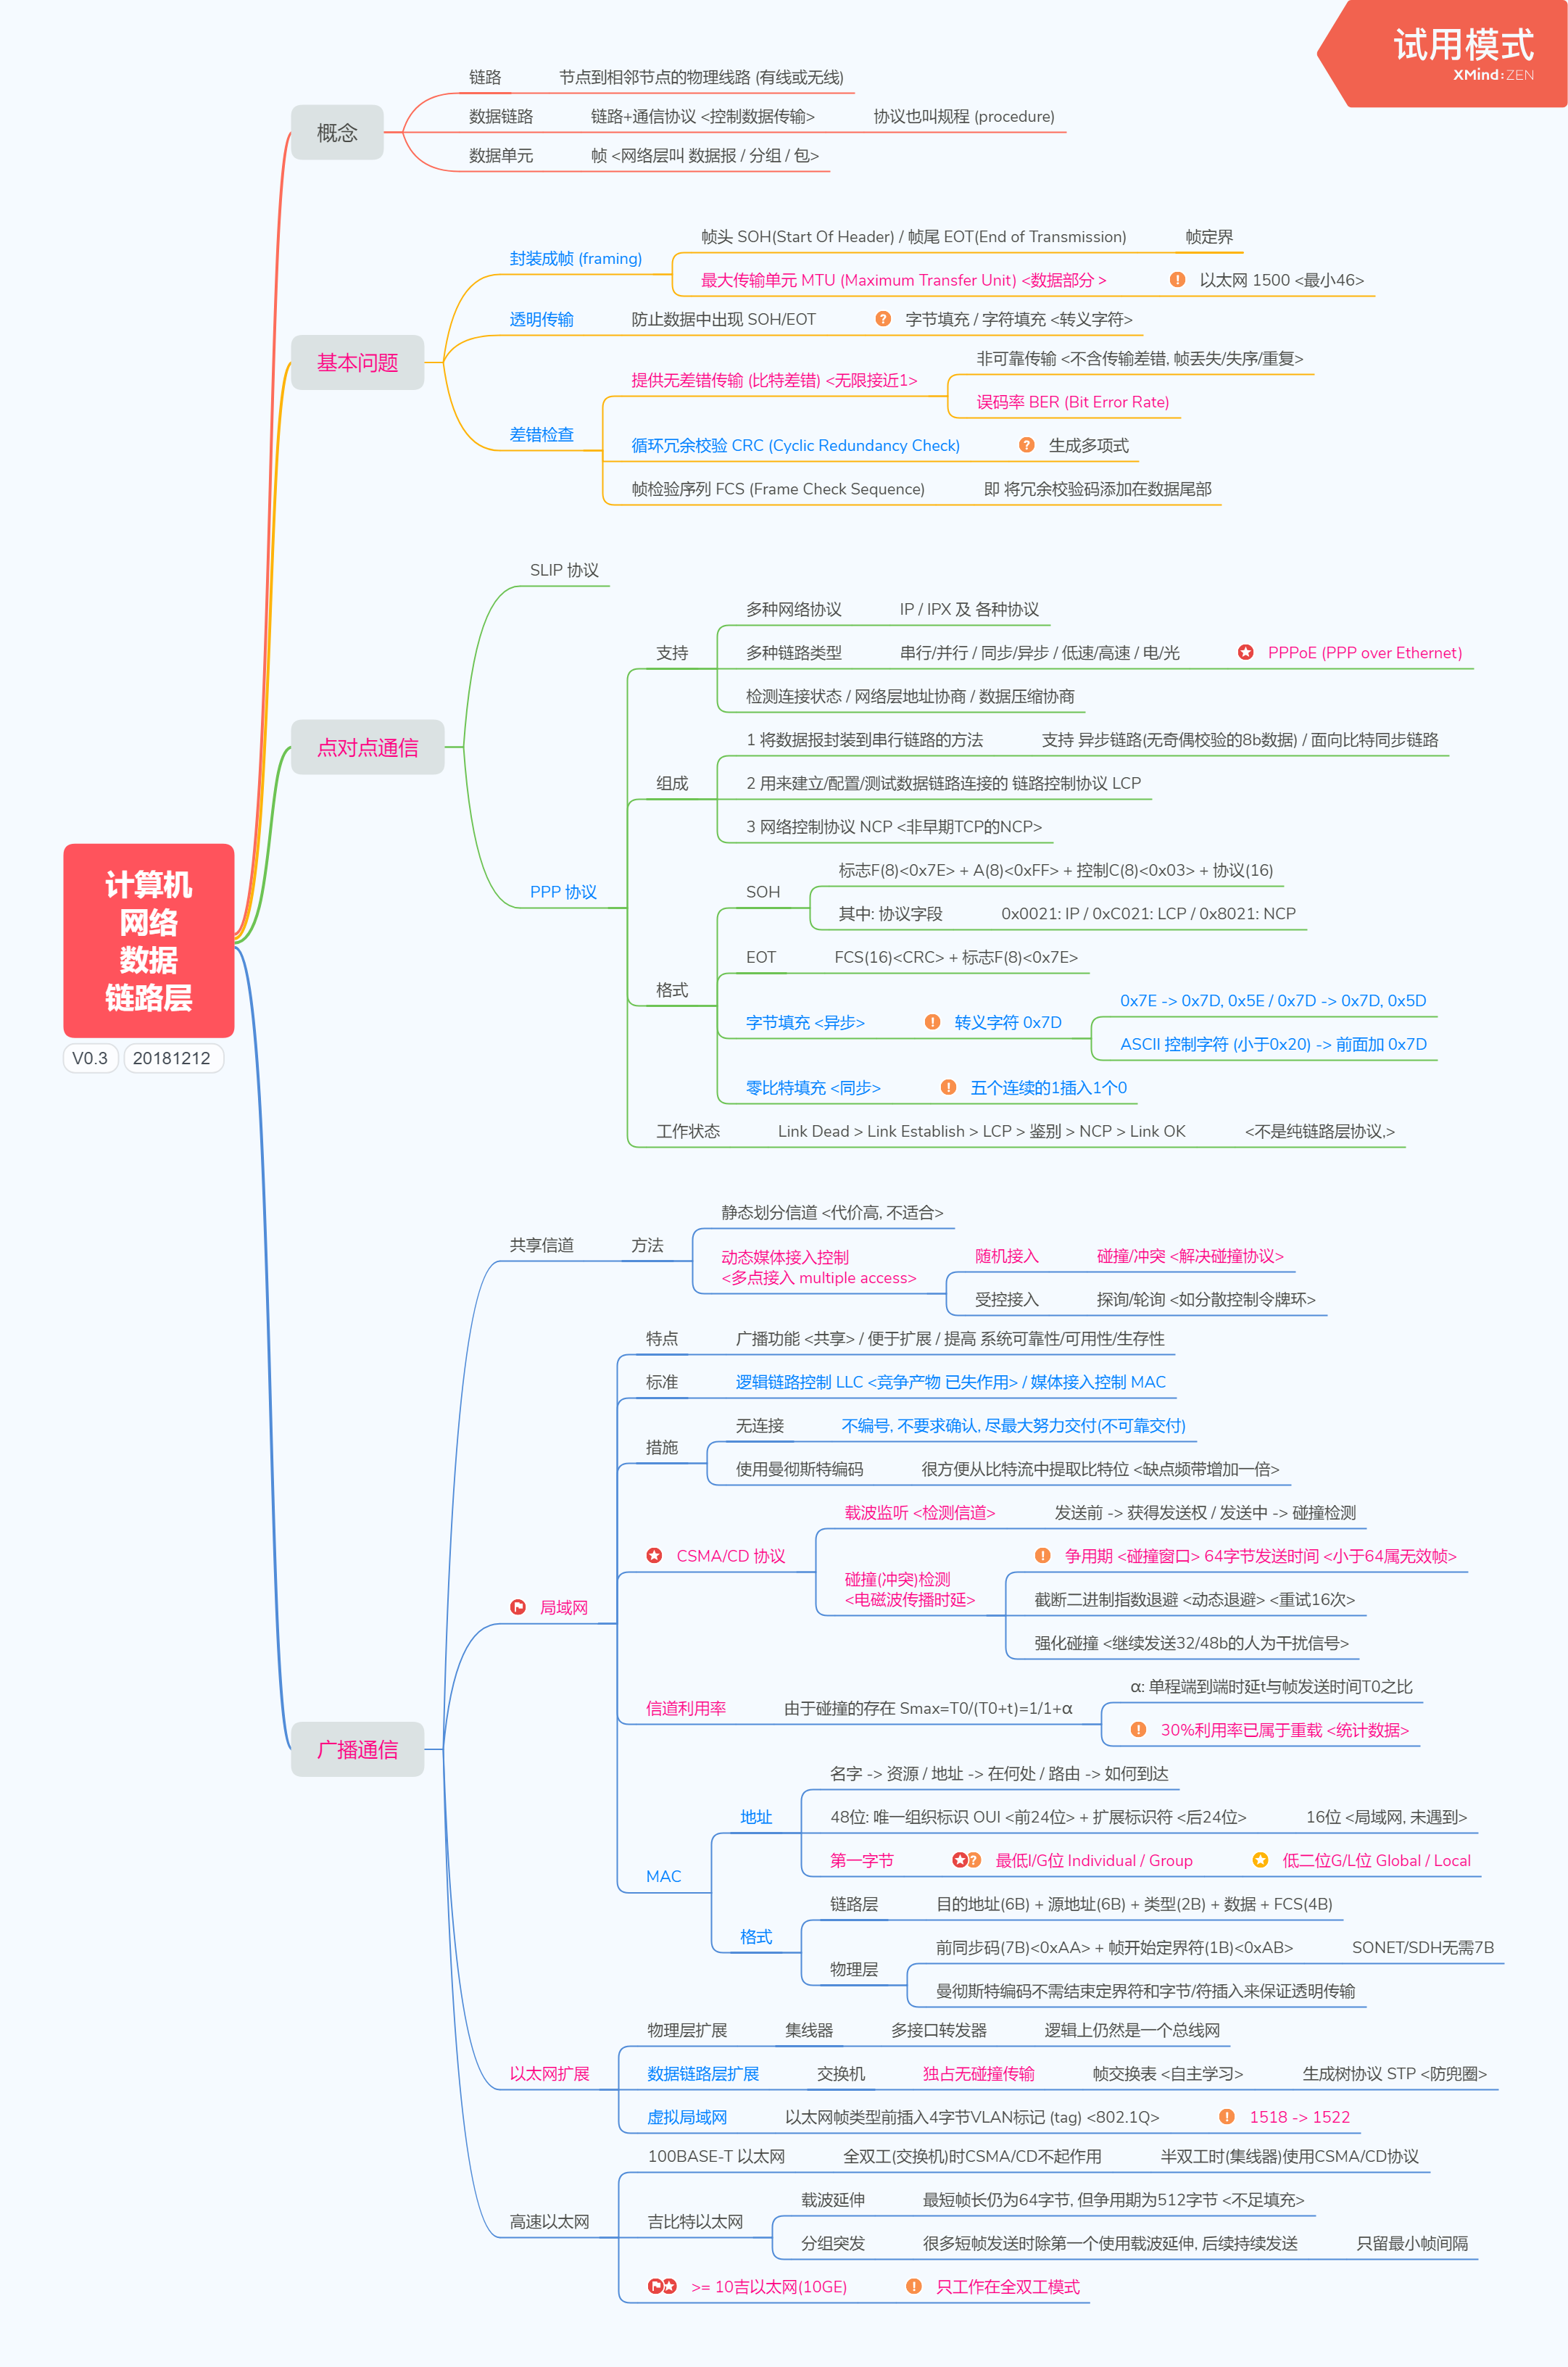 试用模式
XMind:ZEN
计算机
网络
数据
链路层
V0.3
20181212
概念
链路
节点到相邻节点的物理线路 (有线或无线)
数据链路
链路+通信协议 <控制数据传输>
协议也叫规程 (procedure)
数据单元
帧 <网络层叫 数据报 / 分组 / 包>
基本问题
封装成帧 (framing)
帧头 SOH(Start Of Header) / 帧尾 EOT(End of Transmission)
帧定界
最大传输单元 MTU (Maximum Transfer Unit) <数据部分 >
以太网 1500 <最小46>
透明传输
防止数据中出现 SOH/EOT
字节填充 / 字符填充 <转义字符>
差错检查
提供无差错传输 (比特差错) <无限接近1>
非可靠传输 <不含传输差错, 帧丢失/失序/重复>
误码率 BER (Bit Error Rate)
循环冗余校验 CRC (Cyclic Redundancy Check)
生成多项式
帧检验序列 FCS (Frame Check Sequence)
即 将冗余校验码添加在数据尾部
点对点通信
SLIP 协议
PPP 协议
支持
多种网络协议
IP / IPX 及 各种协议
多种链路类型
串行/并行 / 同步/异步 / 低速/高速 / 电/光
PPPoE (PPP over Ethernet)
检测连接状态 / 网络层地址协商 / 数据压缩协商
组成
1 将数据报封装到串行链路的方法
支持 异步链路(无奇偶校验的8b数据) / 面向比特同步链路
2 用来建立/配置/测试数据链路连接的 链路控制协议 LCP
3 网络控制协议 NCP <非早期TCP的NCP>
格式
SOH
标志F(8)<0x7E> + A(8)<0xFF> + 控制C(8)<0x03> + 协议(16)
其中: 协议字段
0x0021: IP / 0xC021: LCP / 0x8021: NCP
EOT
FCS(16)<CRC> + 标志F(8)<0x7E>
字节填充 <异步>
转义字符 0x7D
0x7E -> 0x7D, 0x5E / 0x7D -> 0x7D, 0x5D
ASCII 控制字符 (小于0x20) -> 前面加 0x7D
零比特填充 <同步>
五个连续的1插入1个0
工作状态
Link Dead > Link Establish > LCP > 鉴别 > NCP > Link OK
<不是纯链路层协议,>
广播通信
共享信道
方法
静态划分信道 <代价高, 不适合>
动态媒体接入控制
<多点接入 multiple access>
随机接入
碰撞/冲突 <解决碰撞协议>
受控接入
探询/轮询 <如分散控制令牌环>
局域网
特点
广播功能 <共享> / 便于扩展 / 提高 系统可靠性/可用性/生存性
标准
逻辑链路控制 LLC <竞争产物 已失作用> / 媒体接入控制 MAC
措施
无连接
不编号, 不要求确认, 尽最大努力交付(不可靠交付)
使用曼彻斯特编码
很方便从比特流中提取比特位 <缺点频带增加一倍>
CSMA/CD 协议
载波监听 <检测信道>
发送前 -> 获得发送权 / 发送中 -> 碰撞检测
碰撞(冲突)检测
<电磁波传播时延>
争用期 <碰撞窗口> 64字节发送时间 <小于64属无效帧>
截断二进制指数退避 <动态退避> <重试16次>
强化碰撞 <继续发送32/48b的人为干扰信号>
信道利用率
由于碰撞的存在 Smax=T0/(T0+t)=1/1+α
α: 单程端到端时延t与帧发送时间T0之比
30%利用率已属于重载 <统计数据>
MAC
地址
名字 -> 资源 / 地址 -> 在何处 / 路由 -> 如何到达
48位: 唯一组织标识 OUI <前24位> + 扩展标识符 <后24位>
16位 <局域网, 未遇到>
第一字节
最低I/G位 Individual / Group
低二位G/L位 Global / Local
格式
链路层
目的地址(6B) + 源地址(6B) + 类型(2B) + 数据 + FCS(4B)
物理层
前同步码(7B)<0xAA> + 帧开始定界符(1B)<0xAB>
SONET/SDH无需7B
曼彻斯特编码不需结束定界符和字节/符插入来保证透明传输
以太网扩展
物理层扩展
集线器
多接口转发器
逻辑上仍然是一个总线网
数据链路层扩展
交换机
独占无碰撞传输
帧交换表 <自主学习>
生成树协议 STP <防兜圈>
虚拟局域网
以太网帧类型前插入4字节VLAN标记 (tag) <802.1Q>
1518 -> 1522
高速以太网
100BASE-T 以太网
全双工(交换机)时CSMA/CD不起作用
半双工时(集线器)使用CSMA/CD协议
吉比特以太网
载波延伸
最短帧长仍为64字节, 但争用期为512字节 <不足填充>
分组突发
很多短帧发送时除第一个使用载波延伸, 后续持续发送
只留最小帧间隔
>= 10吉以太网(10GE)
只工作在全双工模式